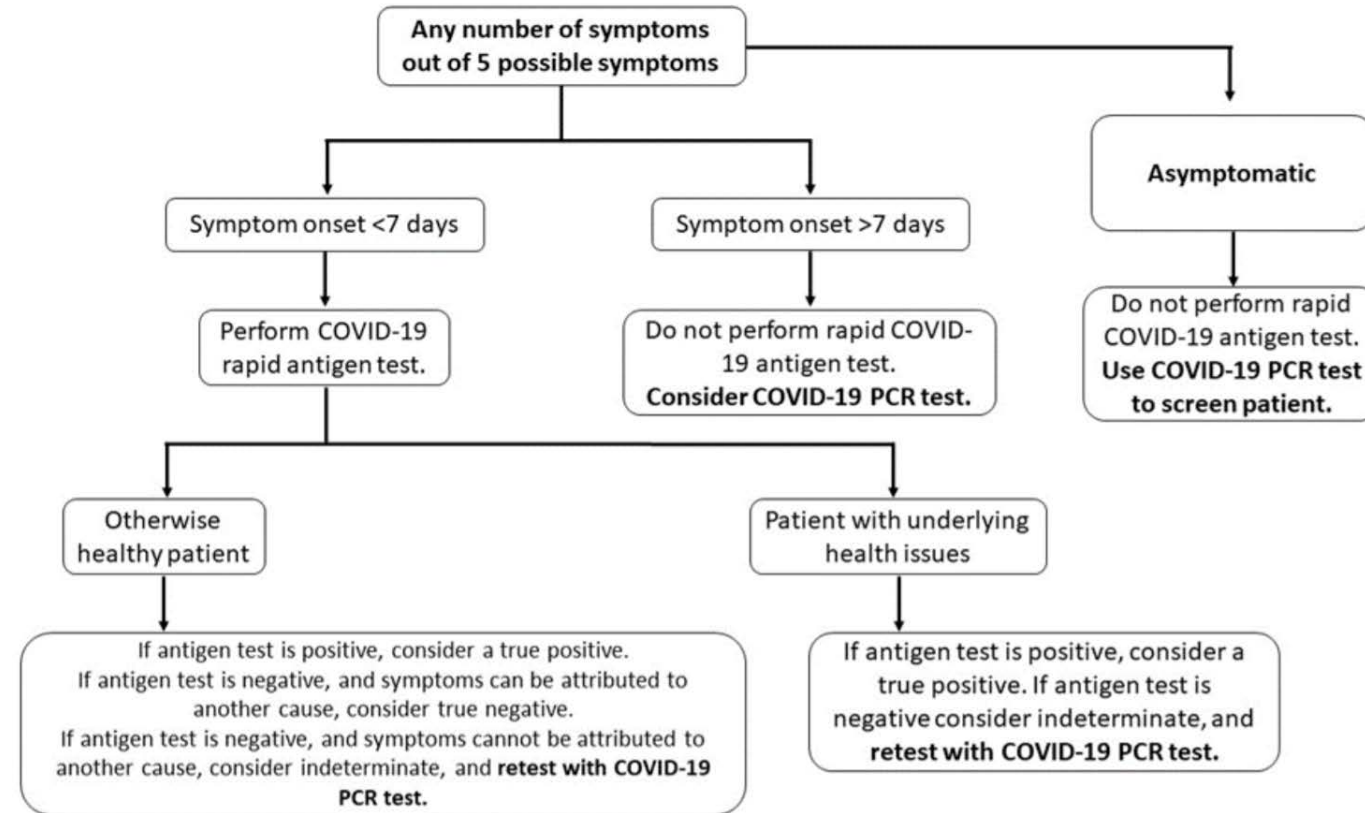 Any number of symptoms
out of 5 possible symptoms
Asymptomatic
Symptom onset <7 days
Symptom onset >7 days
Perform COVID-19
rapid antigen test.
Do not perform rapid COVID-
19 antigen test.
Consider COVID-19 PCR test.
Do not perform rapid
COVID-19 antigen test.
Use COVID-19 PCR test
to screen patient.
Otherwise
healthy patient
Patient with underlying
health issues
If antigen test is positive, consider a true positive.
If antigen test is negative, and symptoms can be attributed to
another cause, consider true negative.
If antigen test is negative, and symptoms cannot be attributed to
another cause, consider indeterminate, and retest with COVID-19
PCR test.
If antigen test is positive, consider a
true positive. If antigen test is
negative consider indeterminate, and
retest with COVID-19 PCR test.